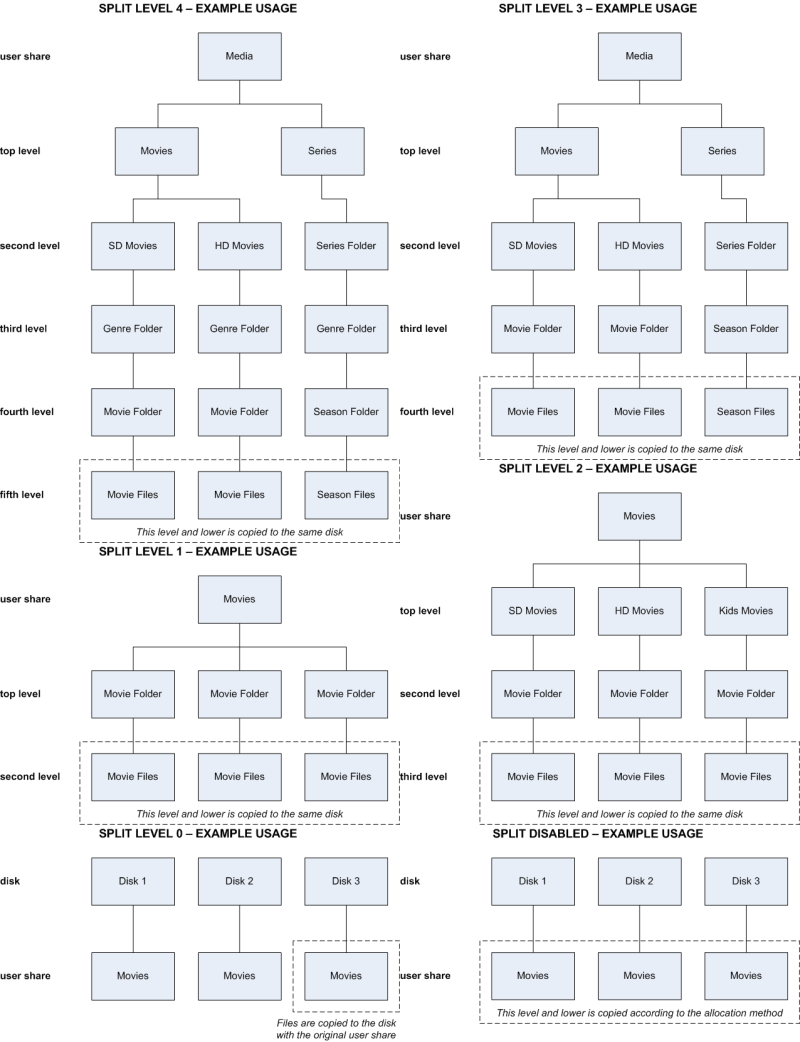 SPLIT LEVEL 4 – EXAMPLE USAGE
user share
Media
top level
Movies
Series
second level
SD Movies
HD Movies
Series Folder
third level
Genre Folder
Genre Folder
Genre Folder
fourth level
Movie Folder
Movie Folder
Season Folder
fifth level
Movie Files
Movie Files
Season Files
This level and lower is copied to the same disk
SPLIT LEVEL 3 – EXAMPLE USAGE
user share
Media
top level
Movies
Series
second level
SD Movies
HD Movies
Series Folder
third level
Movie Folder
Movie Folder
Season Folder
fourth level
Movie Files
Movie Files
Season Files
This level and lower is copied to the same disk
SPLIT LEVEL 2 – EXAMPLE USAGE
user share
Movies
top level
SD Movies
HD Movies
Kids Movies
second level
Movie Folder
Movie Folder
Movie Folder
third level
Movie Files
Movie Files
Movie Files
This level and lower is copied to the same disk
SPLIT LEVEL 1 – EXAMPLE USAGE
user share
Movies
top level
Movie Folder
Movie Folder
Movie Folder
second level
Movie Files
Movie Files
Movie Files
This level and lower is copied to the same disk
SPLIT LEVEL 0 – EXAMPLE USAGE
disk
Disk 1
Disk 2
Disk 3
user share
Movies
Movies
Movies
Files are copied to the disk
with the original user share
SPLIT DISABLED – EXAMPLE USAGE
disk
Disk 1
Disk 2
Disk 3
user share
Movies
Movies
Movies
This level and lower is copied according to the allocation method